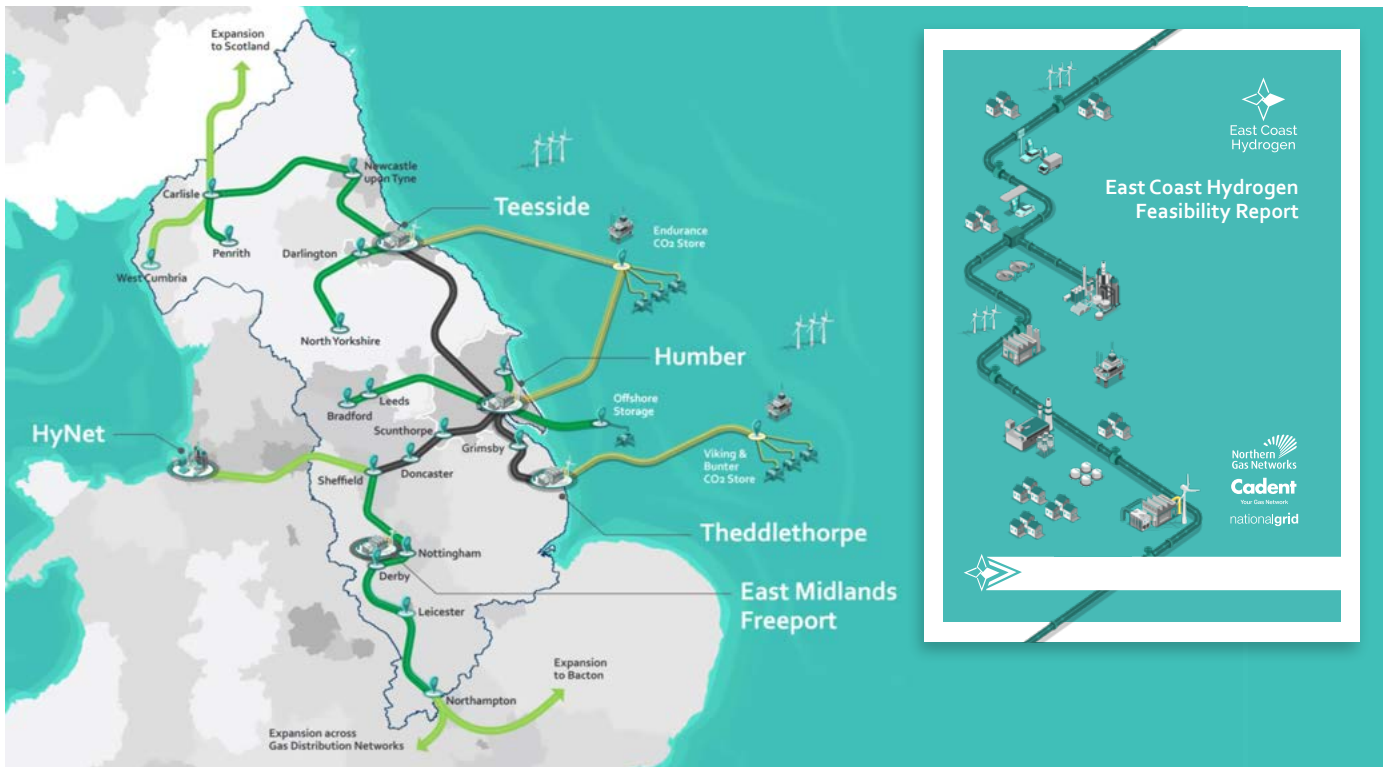 Expansion
to Scotland
Newcastle
upon Tyne
Carlisle
Teesside
Penrith
Darlington
Endurance
CO₂ Store
West Cumbria
North Yorkshire
Humber
Leeds
Bradford
Offshore
Storage
Scunthorpe
HyNet
Grimsby
Viking &
Bunter
CO₂ Store
Doncaster
Sheffield
Theddlethorpe
Nottingham
Derby
East Midlands
Freeport
Leicester
Expansion
to Bacton
Northampton
Expansion across
Gas Distribution Networks
East Coast
Hydrogen
East Coast Hydrogen
Feasibility Report
Northern
Gas Networks
Cadent
Your Gas Network
nationalgrid